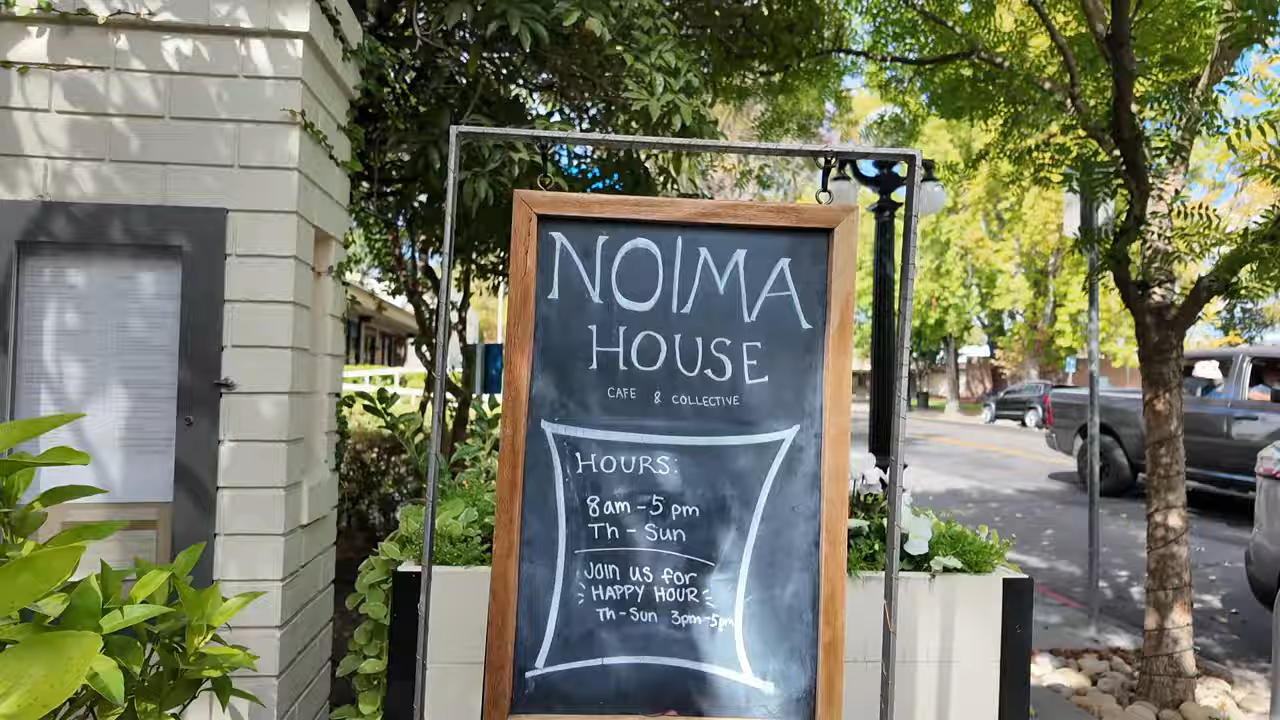 NOIMA
HOUSE
CAFE & COLLECTIVE
HOURS:
8am - 5pm
Th - Sun
Join us for
HAPPY HOUR
Th - Sun 3pm-5pm